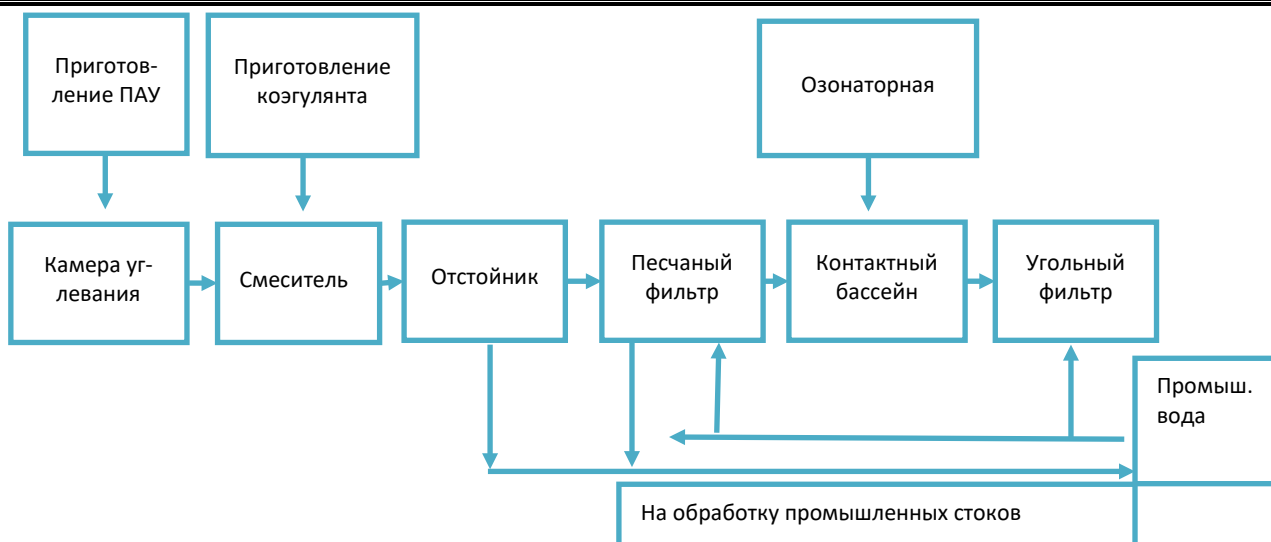 Приготов-
ление ПАУ
Приготовление
коэгулянта
Озонаторная
Камера уг-
левания
Смеситель
Отстойник
Песчаный
фильтр
Контактный
бассейн
Угольный
фильтр
Промыш.
вода
На обработку промышленных стоков